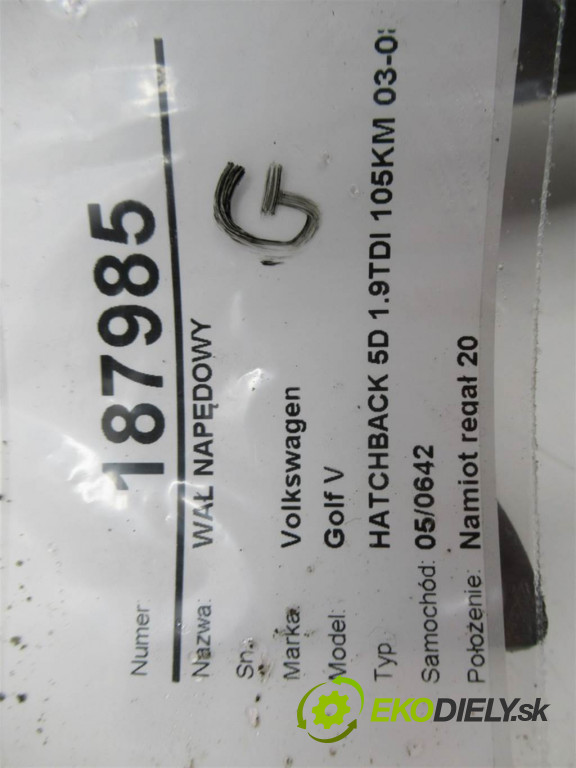 Numer: 187985
Nazwa: WAŁ NAPĘDOWY
Sn.:
Marka: Volkswagen
Model: Golf V
Typ HATCHBACK 5D 1.9TDI 105KM 03-08
Samochód: 05/0642
Położenie: Namiot regał 20
G
EKODIELY.sk